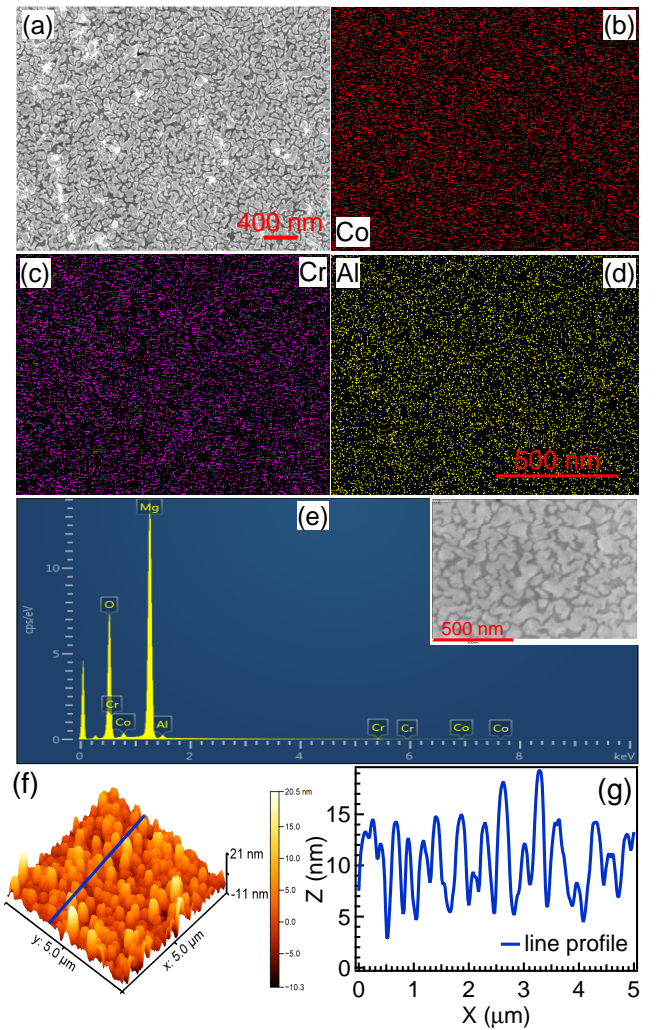 (a)
400 nm
(b)
Co
(c)
Cr
Al
(d)
500 nm
(e)
Mg
O
Cr
Co
Al
Cr
Cr
Co
Co
cps/eV
10
5
0
0
2
4
6
8
keV
500 nm
(f)
20.5 nm
15.0
10.0
5.0
0.0
-5.0
-10.3
21 nm
-11 nm
y: 5.0 µm
x: 5.0 µm
(g)
Z (nm)
15
10
5
0
line profile
0
1
2
3
4
5
X (µm)